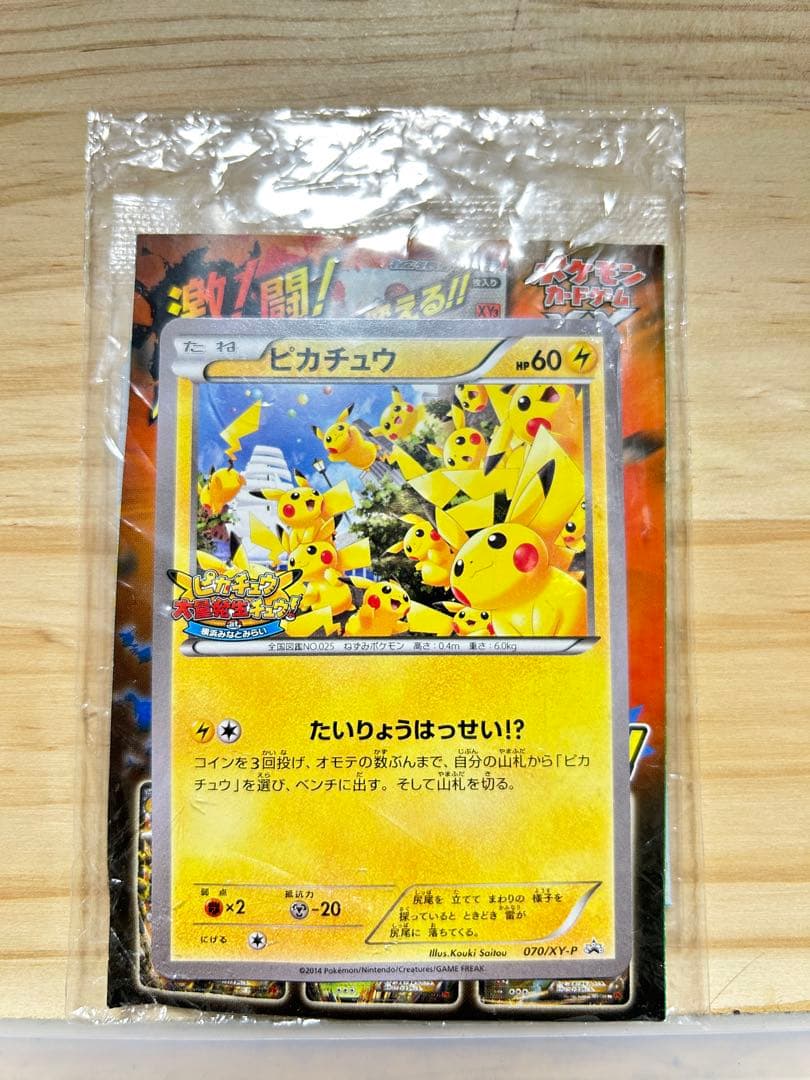 激!闘!
える!!
枚入り
XY3
ポケモン
カードゲーム
XY
たね
ピカチュウ
HP60
ピカチュウ
大量発生チュウ!
at
横浜みなとみらい
全国図鑑NO.025 ねずみポケモン 高さ:0.4m 重さ:6.0kg
たいりょうはっせい!?
コインを3回投げ、オモテの数ぶんまで、自分の山札から「ピカ
チュウ」を選び、ベンチに出す。そして山札を切る。
弱点
×2
抵抗力
-20
にげる
尻尾を 立てて まわりの 様子を
探っていると ときどき 雷が
尻尾に 落ちてくる。
Illus.Kouki Saitou
070/XY-P
©2014 Pokémon/Nintendo/Creatures/GAME FREAK.